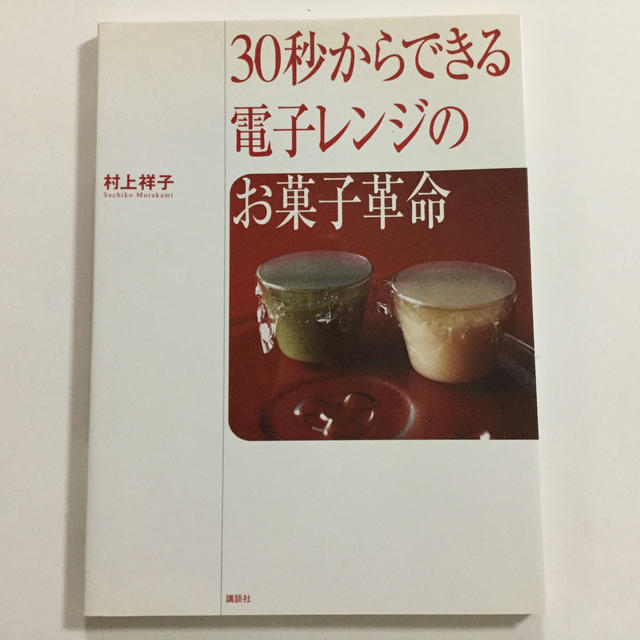 30秒からできる
電子レンジの
お菓子革命
村上祥子
Sachiko Murakami
講談社